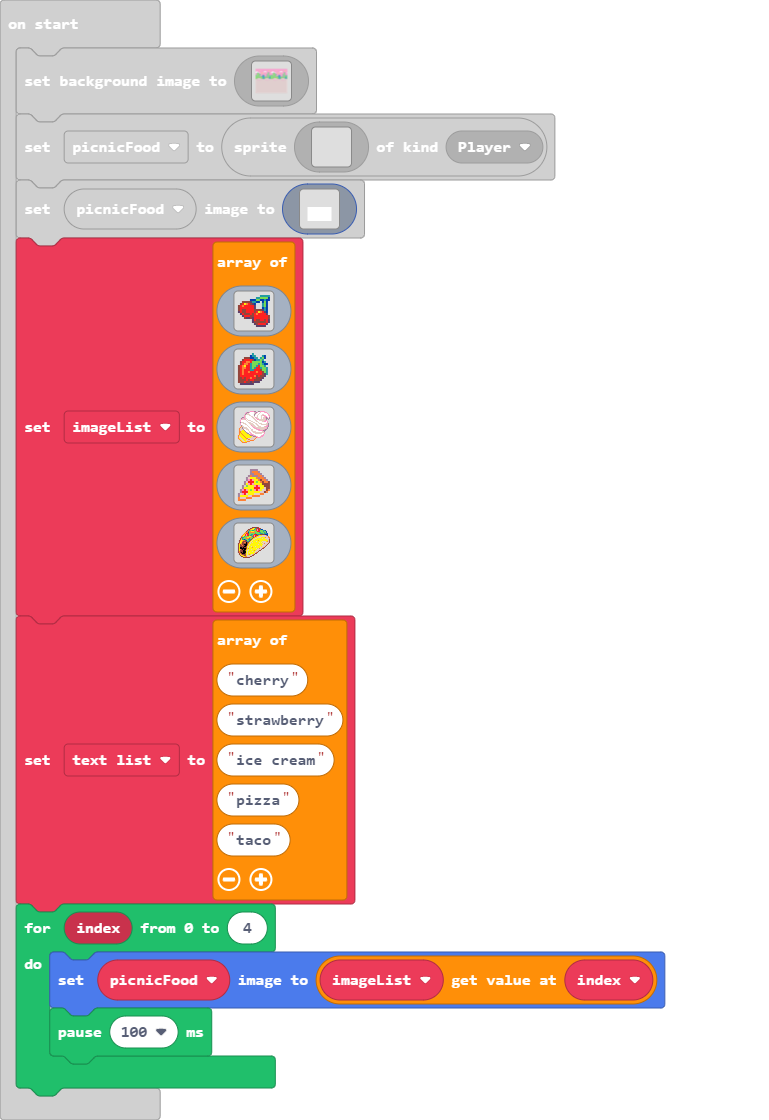 on start
set background image to
set picnicFood to sprite of kind Player
set picnicFood image to
array of
set imageList to
array of
"cherry"
"strawberry"
set text list to "ice cream"
"pizza"
"taco"
for index from 0 to 4
do
set picnicFood image to imageList get value at index
pause 100 ms